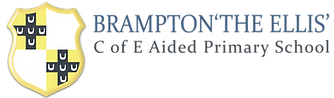 BRAMPTON‘THE ELLIS’
C of E Aided Primary School